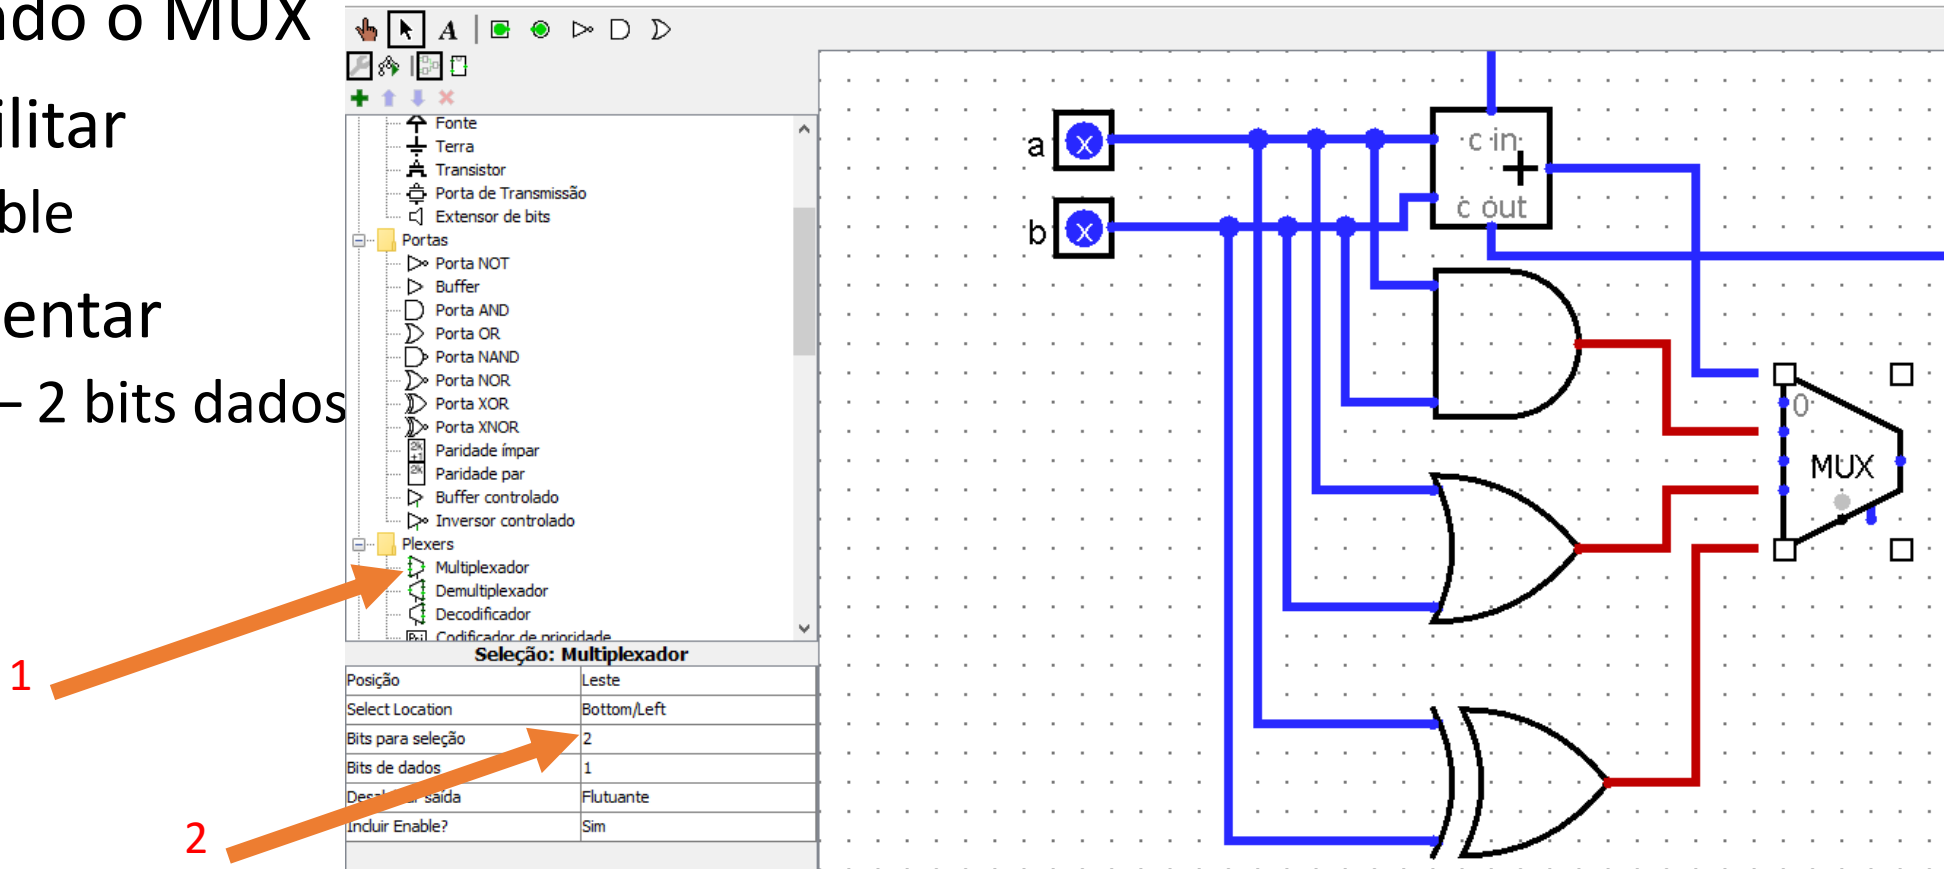 ndo o MUX
ilitar
ble
entar
– 2 bits dados
1
2
A
Fonte
Terra
Transistor
Porta de Transmissão
Extensor de bits
Portas
Porta NOT
Buffer
Porta AND
Porta OR
Porta NAND
Porta NOR
Porta XOR
Porta XNOR
Paridade ímpar
Paridade par
Buffer controlado
Inversor controlado
Plexers
Multiplexador
Demultiplexador
Decodificador
Codificador de prioridade
Seleção: Multiplexador
Posição Leste
Select Location Bottom/Left
Bits para seleção 2
Bits de dados 1
saída Flutuante
Incluir Enable? Sim
a x
b x
c in
+
c out
0
MUX